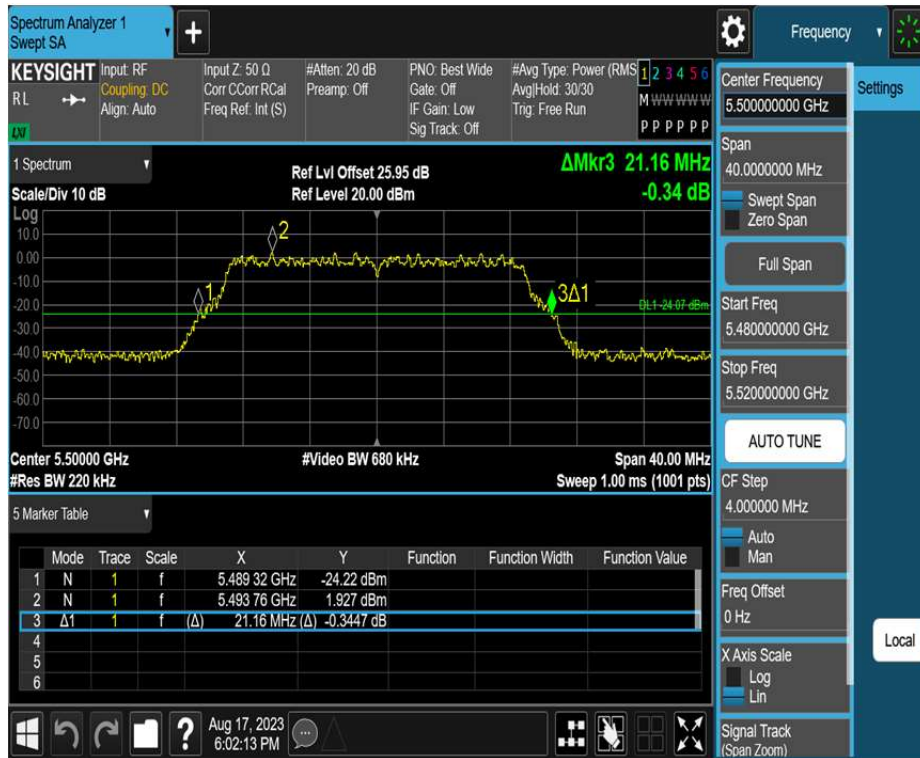 Spectrum Analyzer 1
Swept SA
Frequency
KEYSIGHT
RL
LXI
Input: RF
Coupling: DC
Align: Auto
Input Z: 50 Ω
Corr CCorr RCal
Freq Ref: Int (S)
#Atten: 20 dB
Preamp: Off
PNO: Best Wide
Gate: Off
IF Gain: Low
Sig Track: Off
#Avg Type: Power (RMS
Avg|Hold: 30/30
Trig: Free Run
1 2 3 4 5 6
M W W W W W
P P P P P P
1 Spectrum
Scale/Div 10 dB
Ref Lvl Offset 25.95 dB
Ref Level 20.00 dBm
ΔMkr3 21.16 MHz
-0.34 dB
Log
10.0
0.00
-10.0
-20.0
-30.0
-40.0
-50.0
-60.0
-70.0
2
1
3Δ1
DL1 -24.07 dBm
Center 5.50000 GHz
#Res BW 220 kHz
#Video BW 680 kHz
Span 40.00 MHz
Sweep 1.00 ms (1001 pts)
5 Marker Table
Mode Trace Scale X Y Function Function Width Function Value
1 N 1 f 5.489 32 GHz -24.22 dBm
2 N 1 f 5.493 76 GHz 1.927 dBm
3 Δ1 1 f (Δ) 21.16 MHz (Δ) -0.3447 dB
4
5
6
Aug 17, 2023
6:02:13 PM
Center Frequency
5.500000000 GHz
Span
40.0000000 MHz
Swept Span
Zero Span
Full Span
Start Freq
5.480000000 GHz
Stop Freq
5.520000000 GHz
AUTO TUNE
CF Step
4.000000 MHz
Auto
Man
Freq Offset
0 Hz
X Axis Scale
Log
Lin
Signal Track
(Span Zoom)
Settings
Local